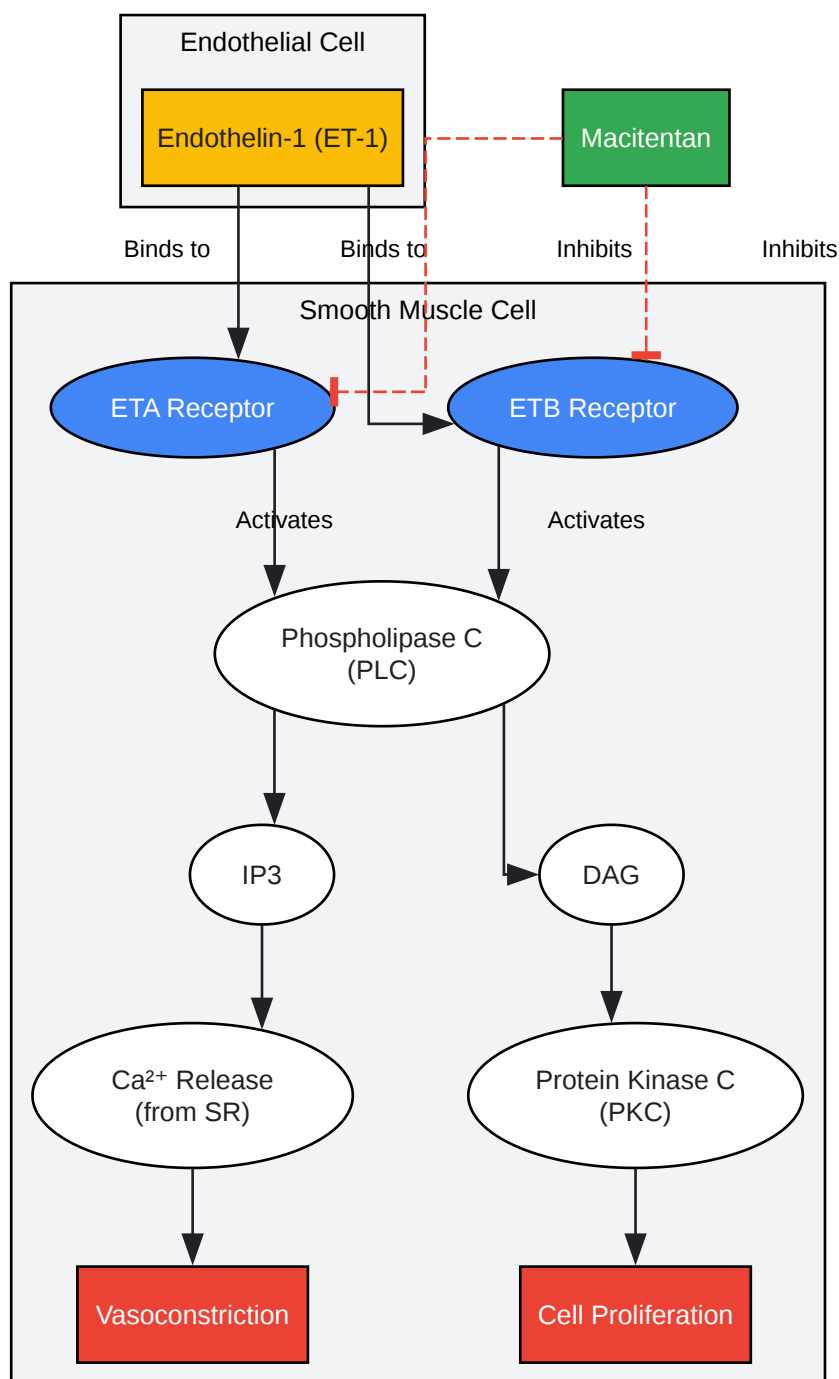 Endothelial Cell
Endothelin-1 (ET-1)
Macitentan
Binds to
Binds to
Inhibits
Inhibits
Smooth Muscle Cell
ETA Receptor
ETB Receptor
Activates
Activates
Phospholipase C
(PLC)
IP3
DAG
Ca²⁺ Release
(from SR)
Protein Kinase C
(PKC)
Vasoconstriction
Cell Proliferation